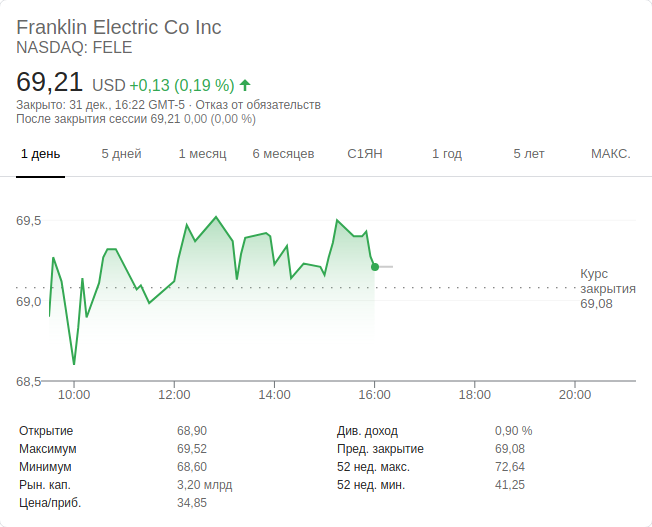 Franklin Electric Co Inc
NASDAQ: FELE
69,21 USD +0,13 (0,19 %)
Закрыто: 31 дек., 16:22 GMT-5 · Отказ от обязательств
После закрытия сессии 69,21 0,00 (0,00 %)
1 день 5 дней 1 месяц 6 месяцев С1ЯН 1 год 5 лет МАКС.
69,5
Курс
закрытия
69,08
69,0
68,5
10:00 12:00 14:00 16:00 18:00 20:00
Открытие 68,90 Див. доход 0,90 %
Максимум 69,52 Пред. закрытие 69,08
Минимум 68,60 52 нед. макс. 72,64
Рын. кап. 3,20 млрд 52 нед. мин. 41,25
Цена/приб. 34,85